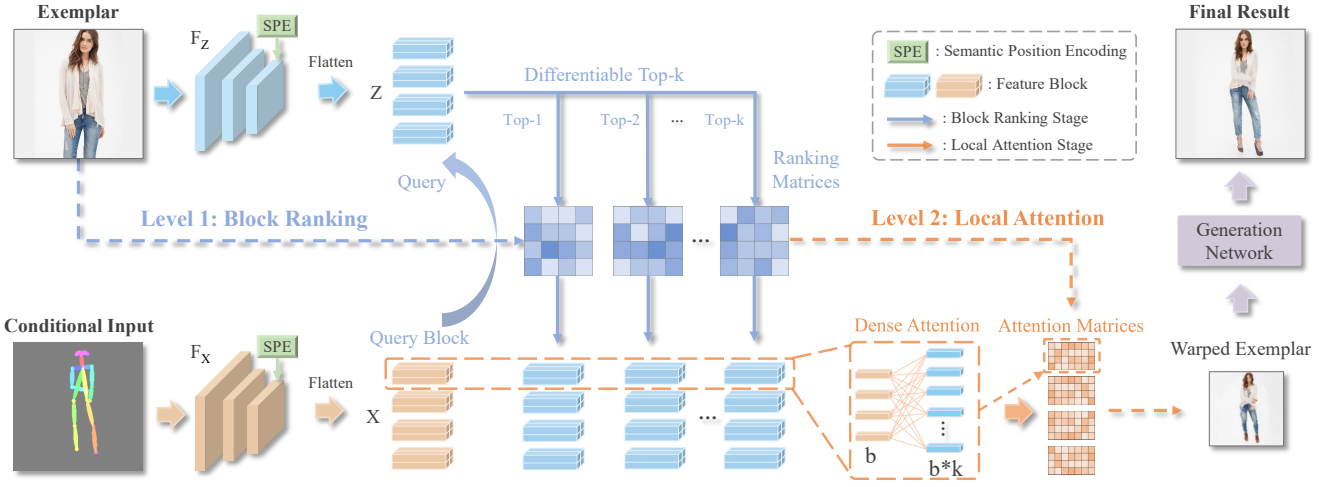 Exemplar
F_Z
SPE
Flatten
Z
Differentiable Top-k
Top-1
Top-2
...
Top-k
Ranking
Matrices
Query
Level 1: Block Ranking
...
Query Block
SPE
: Semantic Position Encoding
: Feature Block
: Block Ranking Stage
: Local Attention Stage
Final Result
Level 2: Local Attention
Generation
Network
Conditional Input
F_X
SPE
Flatten
X
...
Dense Attention
b
...
b*k
Attention Matrices
Warped Exemplar